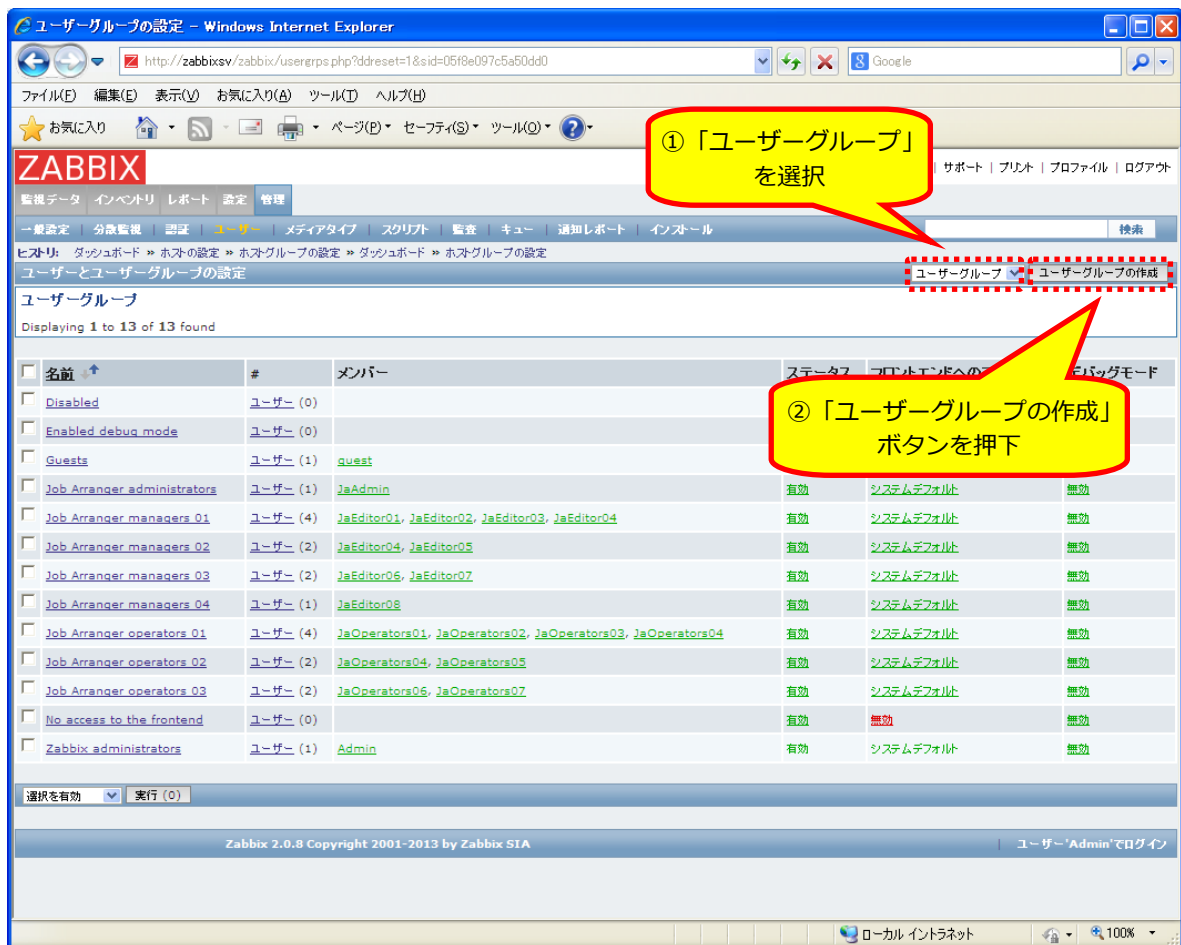 ユーザーグループの設定 - Windows Internet Explorer
http://zabbixsv/zabbix/usergrps.php?ddreset=1&sid=05f8e097c5a50dd0
Google
ファイル(F) 編集(E) 表示(V) お気に入り(A) ツール(T) ヘルプ(H)
お気に入り ページ(P) セーフティ(S) ツール(O)
①「ユーザーグループ」
を選択
ZABBIX
| サポート | プリント | プロファイル | ログアウト
監視データ インベントリ レポート 設定 管理
一般設定 | 分散監視 | 認証 | ユーザー | メディアタイプ | スクリプト | 監査 | キュー | 通知レポート | インストール 検索
ヒストリ: ダッシュボード » ホストの設定 » ホストグループの設定 » ダッシュボード » ホストグループの設定
ユーザーとユーザーグループの設定 ユーザーグループ ユーザーグループの作成
ユーザーグループ
Displaying 1 to 13 of 13 found
名前 # メンバー ステータス フロントエンドへの デバッグモード
②「ユーザーグループの作成」
ボタンを押下
Disabled ユーザー (0)
Enabled debug mode ユーザー (0)
Guests ユーザー (1) guest
Job Arranger administrators ユーザー (1) JaAdmin 有効 システムデフォルト 無効
Job Arranger managers 01 ユーザー (4) JaEditor01, JaEditor02, JaEditor03, JaEditor04 有効 システムデフォルト 無効
Job Arranger managers 02 ユーザー (2) JaEditor04, JaEditor05 有効 システムデフォルト 無効
Job Arranger managers 03 ユーザー (2) JaEditor06, JaEditor07 有効 システムデフォルト 無効
Job Arranger managers 04 ユーザー (1) JaEditor08 有効 システムデフォルト 無効
Job Arranger operators 01 ユーザー (4) JaOperators01, JaOperators02, JaOperators03, JaOperators04 有効 システムデフォルト 無効
Job Arranger operators 02 ユーザー (2) JaOperators04, JaOperators05 有効 システムデフォルト 無効
Job Arranger operators 03 ユーザー (2) JaOperators06, JaOperators07 有効 システムデフォルト 無効
No access to the frontend ユーザー (0) 有効 無効 無効
Zabbix administrators ユーザー (1) Admin 有効 システムデフォルト 無効
選択を有効 実行 (0)
Zabbix 2.0.8 Copyright 2001-2013 by Zabbix SIA | ユーザー'Admin'でログイン
ローカル イントラネット 100%